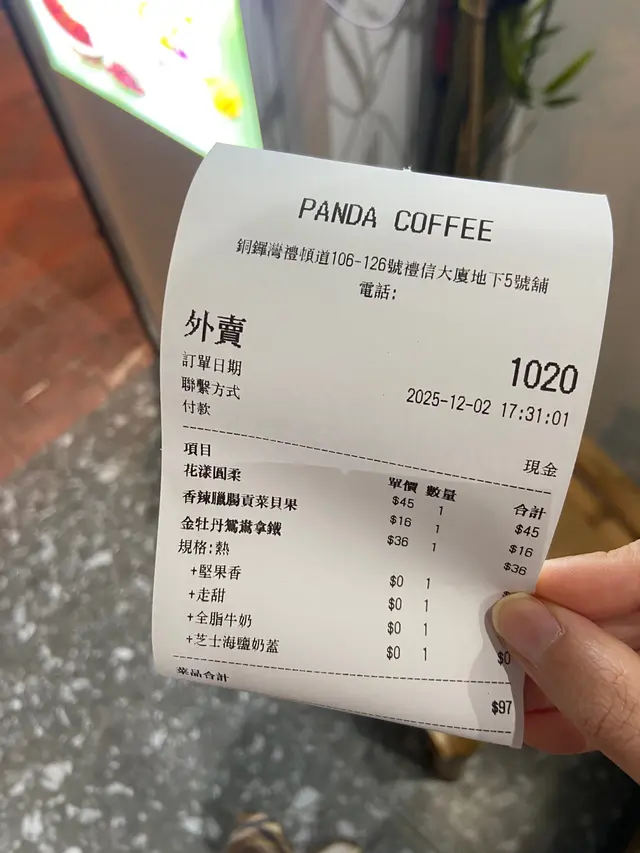 PANDA COFFEE
銅鑼灣禮頓道106-126號禮信大廈地下5號舖
電話:
外賣 1020
訂單日期 2025-12-02 17:31:01
聯繫方式
付款 現金
項目 單價 數量 合計
花漾圓柔 $45 1 $45
香辣臘腸貢菜貝果 $16 1 $16
金牡丹鴛鴦拿鐵 $36 1 $36
規格:熱
+堅果香 $0 1
+走甜 $0 1
+全脂牛奶 $0 1
+芝士海鹽奶蓋 $0 1 $0
菜品合計 $97